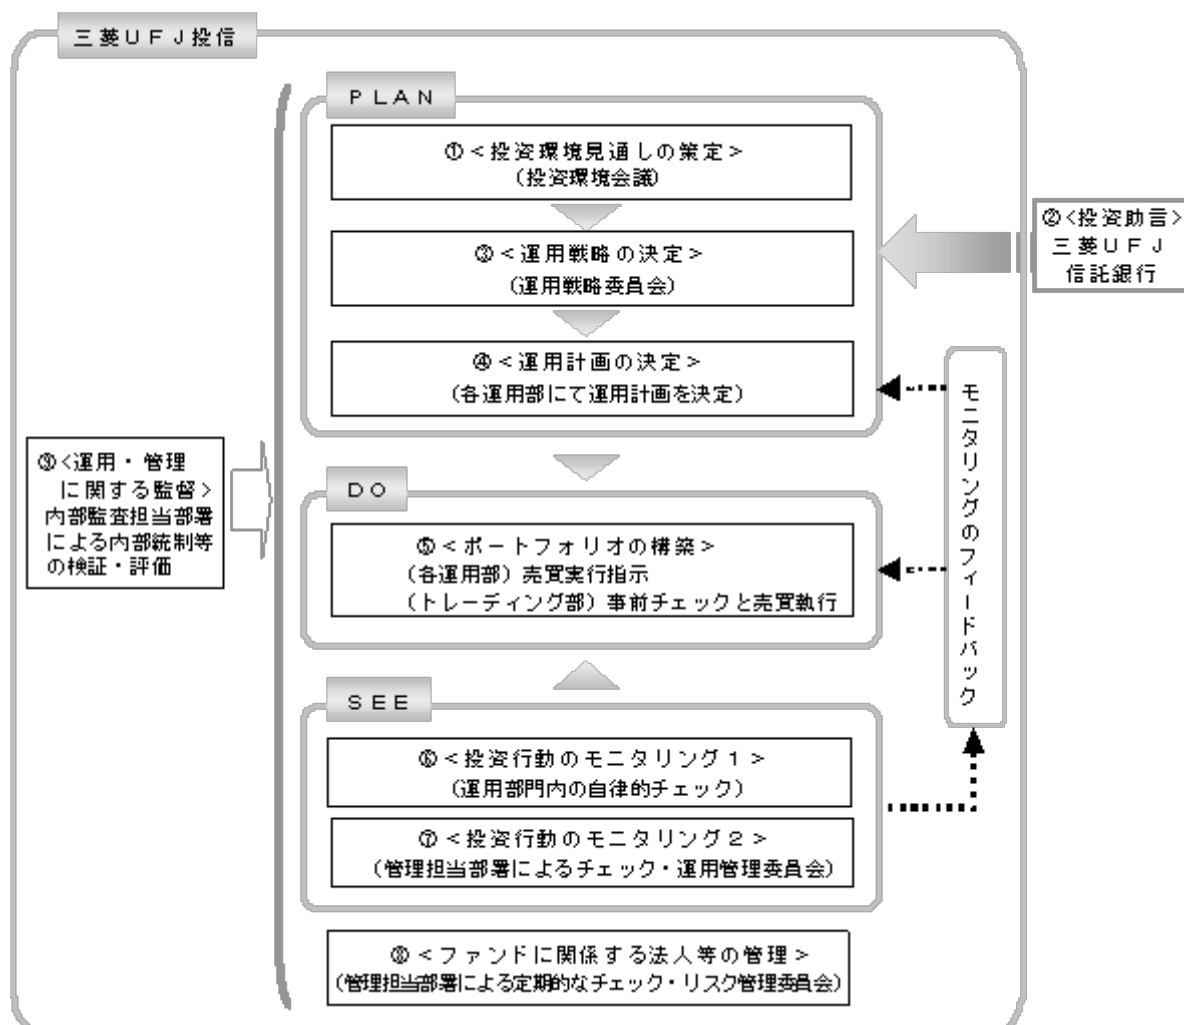 三菱ＵＦＪ投信
ＰＬＡＮ
①＜投資環境見通しの策定＞
（投資環境会議）
②＜投資助言＞
三菱ＵＦＪ
信託銀行
③＜運用戦略の決定＞
（運用戦略委員会）
④＜運用計画の決定＞
（各運用部にて運用計画を決定）
モニタリングのフィードバック
⑨＜運用・管理
に関する監督＞
内部監査担当部署
による内部統制等
の検証・評価
ＤＯ
⑤＜ポートフォリオの構築＞
（各運用部）売買実行指示
（トレーディング部）事前チェックと売買執行
ＳＥＥ
⑥＜投資行動のモニタリング１＞
（運用部門内の自律的チェック）
⑦＜投資行動のモニタリング２＞
（管理担当部署によるチェック・運用管理委員会）
⑧＜ファンドに関係する法人等の管理＞
（管理担当部署による定期的なチェック・リスク管理委員会）